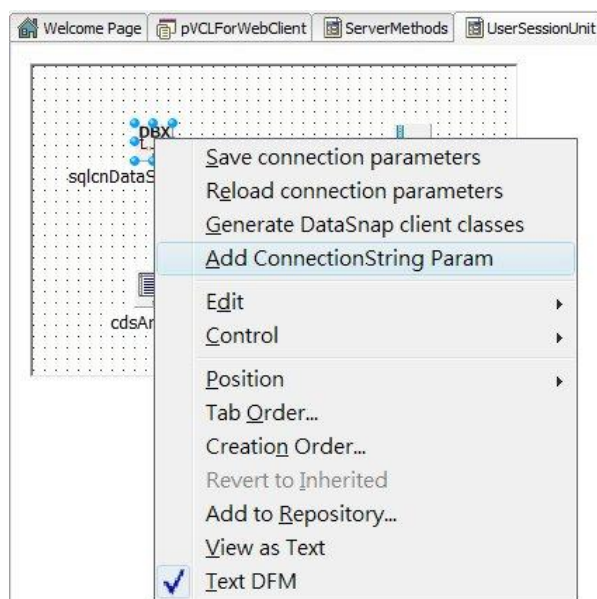 Welcome Page pVCLForWebClient ServerMethods UserSessionUnit
DBX
sqlcnDataS
cdsAr
Save connection parameters
Reload connection parameters
Generate DataSnap client classes
Add ConnectionString Param
Edit
Control
Position
Tab Order...
Creation Order...
Revert to Inherited
Add to Repository...
View as Text
Text DFM